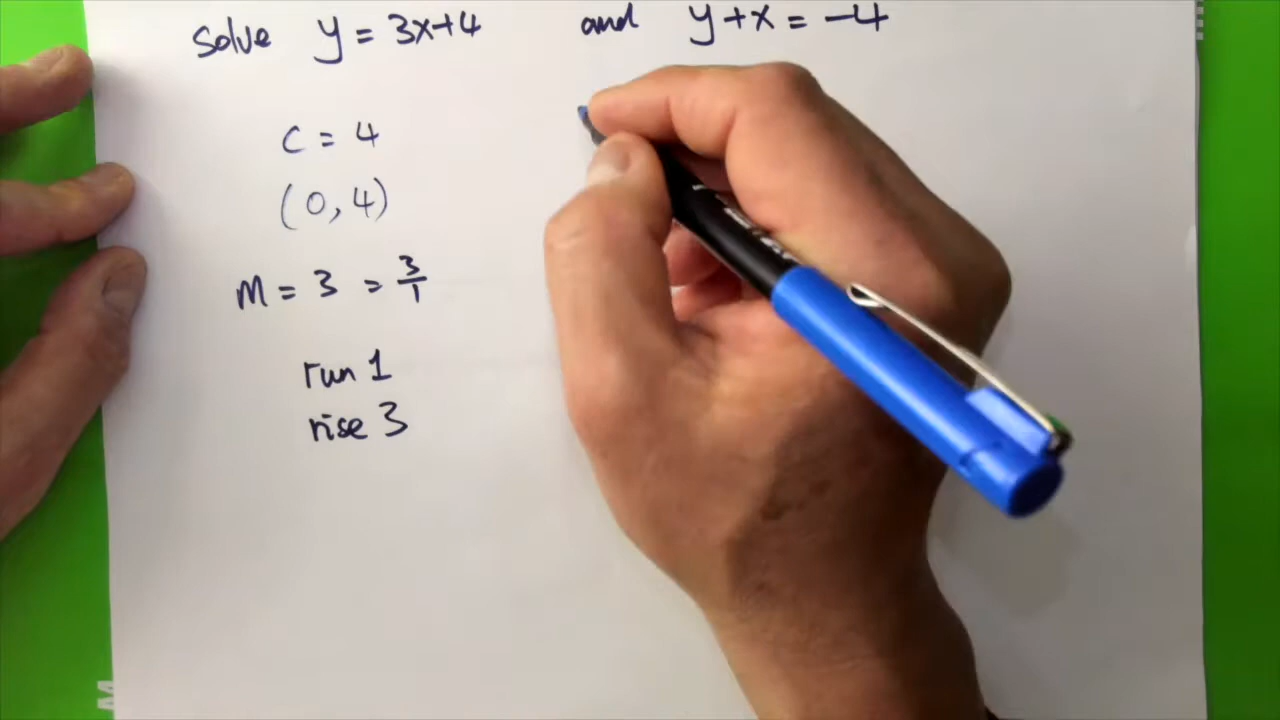 Solve y = 3x+4 and y+x = -4
c = 4
(0, 4)
m = 3 = 3/1
run 1
rise 3